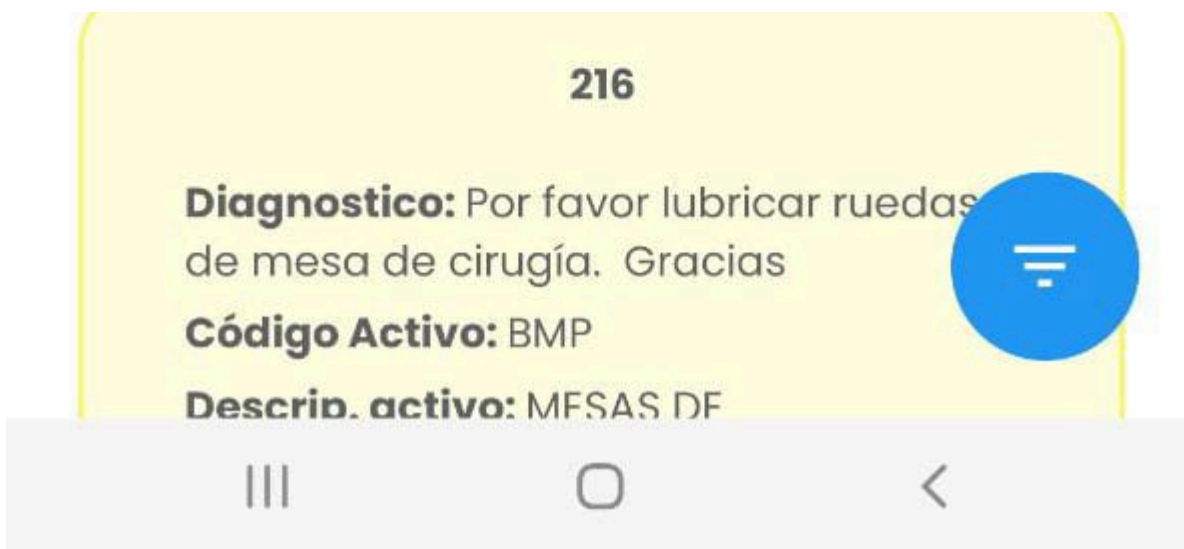 216
Diagnostico: Por favor lubricar ruedas
de mesa de cirugía.  Gracias
Código Activo: BMP
Descrip. activo: MESAS DE